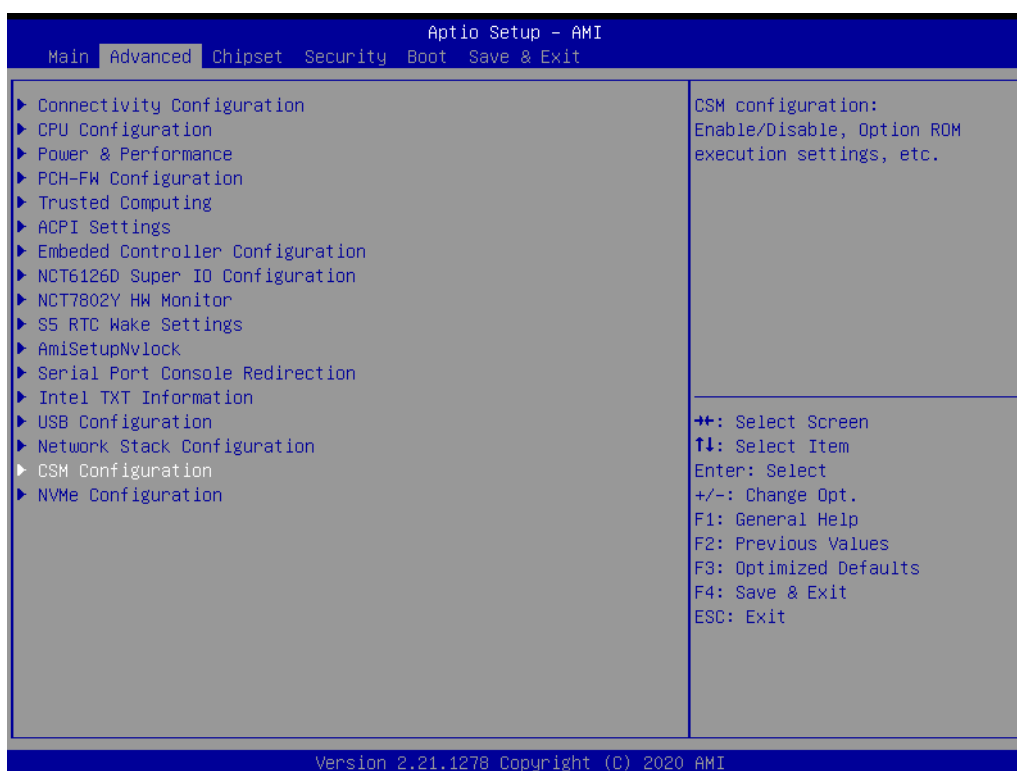 Aptio Setup – AMI
Main Advanced Chipset Security Boot Save & Exit
▶ Connectivity Configuration
▶ CPU Configuration
▶ Power & Performance
▶ PCH-FW Configuration
▶ Trusted Computing
▶ ACPI Settings
▶ Embeded Controller Configuration
▶ NCT6126D Super IO Configuration
▶ NCT7802Y HW Monitor
▶ S5 RTC Wake Settings
▶ AmiSetupNvlock
▶ Serial Port Console Redirection
▶ Intel TXT Information
▶ USB Configuration
▶ Network Stack Configuration
▶ CSM Configuration
▶ NVMe Configuration
CSM configuration:
Enable/Disable, Option ROM
execution settings, etc.
→←: Select Screen
↑↓: Select Item
Enter: Select
+/-: Change Opt.
F1: General Help
F2: Previous Values
F3: Optimized Defaults
F4: Save & Exit
ESC: Exit
Version 2.21.1278 Copyright (C) 2020 AMI